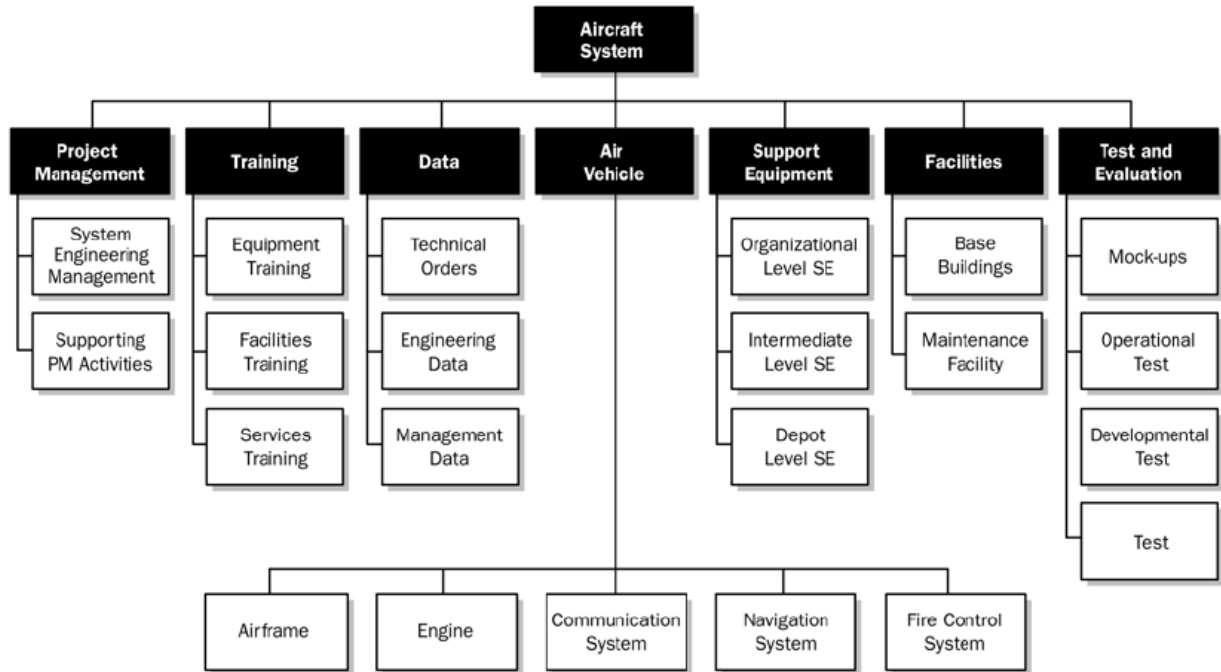 Aircraft
System
Project
Management
Training
Data
Air
Vehicle
Support
Equipment
Facilities
Test and
Evaluation
System
Engineering
Management
Supporting
PM Activities
Equipment
Training
Facilities
Training
Services
Training
Technical
Orders
Engineering
Data
Management
Data
Organizational
Level SE
Intermediate
Level SE
Depot
Level SE
Base
Buildings
Maintenance
Facility
Mock-ups
Operational
Test
Developmental
Test
Test
Airframe
Engine
Communication
System
Navigation
System
Fire Control
System